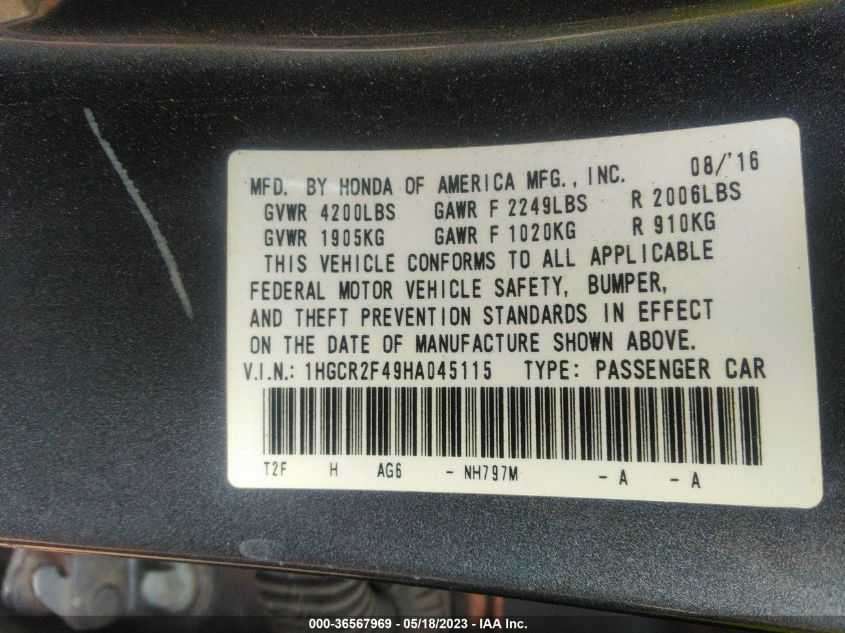 MFD. BY HONDA OF AMERICA MFG., INC. 08/'16
GVWR 4200LBS GAWR F 2249LBS R 2006LBS
GVWR 1905KG GAWR F 1020KG R 910KG
THIS VEHICLE CONFORMS TO ALL APPLICABLE
FEDERAL MOTOR VEHICLE SAFETY, BUMPER,
AND THEFT PREVENTION STANDARDS IN EFFECT
ON THE DATE OF MANUFACTURE SHOWN ABOVE.
V.I.N.: 1HGCR2F49HA045115 TYPE: PASSENGER CAR
T2F H AG6 - NH797M - A - A
000-36567969 - 05/18/2023 - IAA Inc.